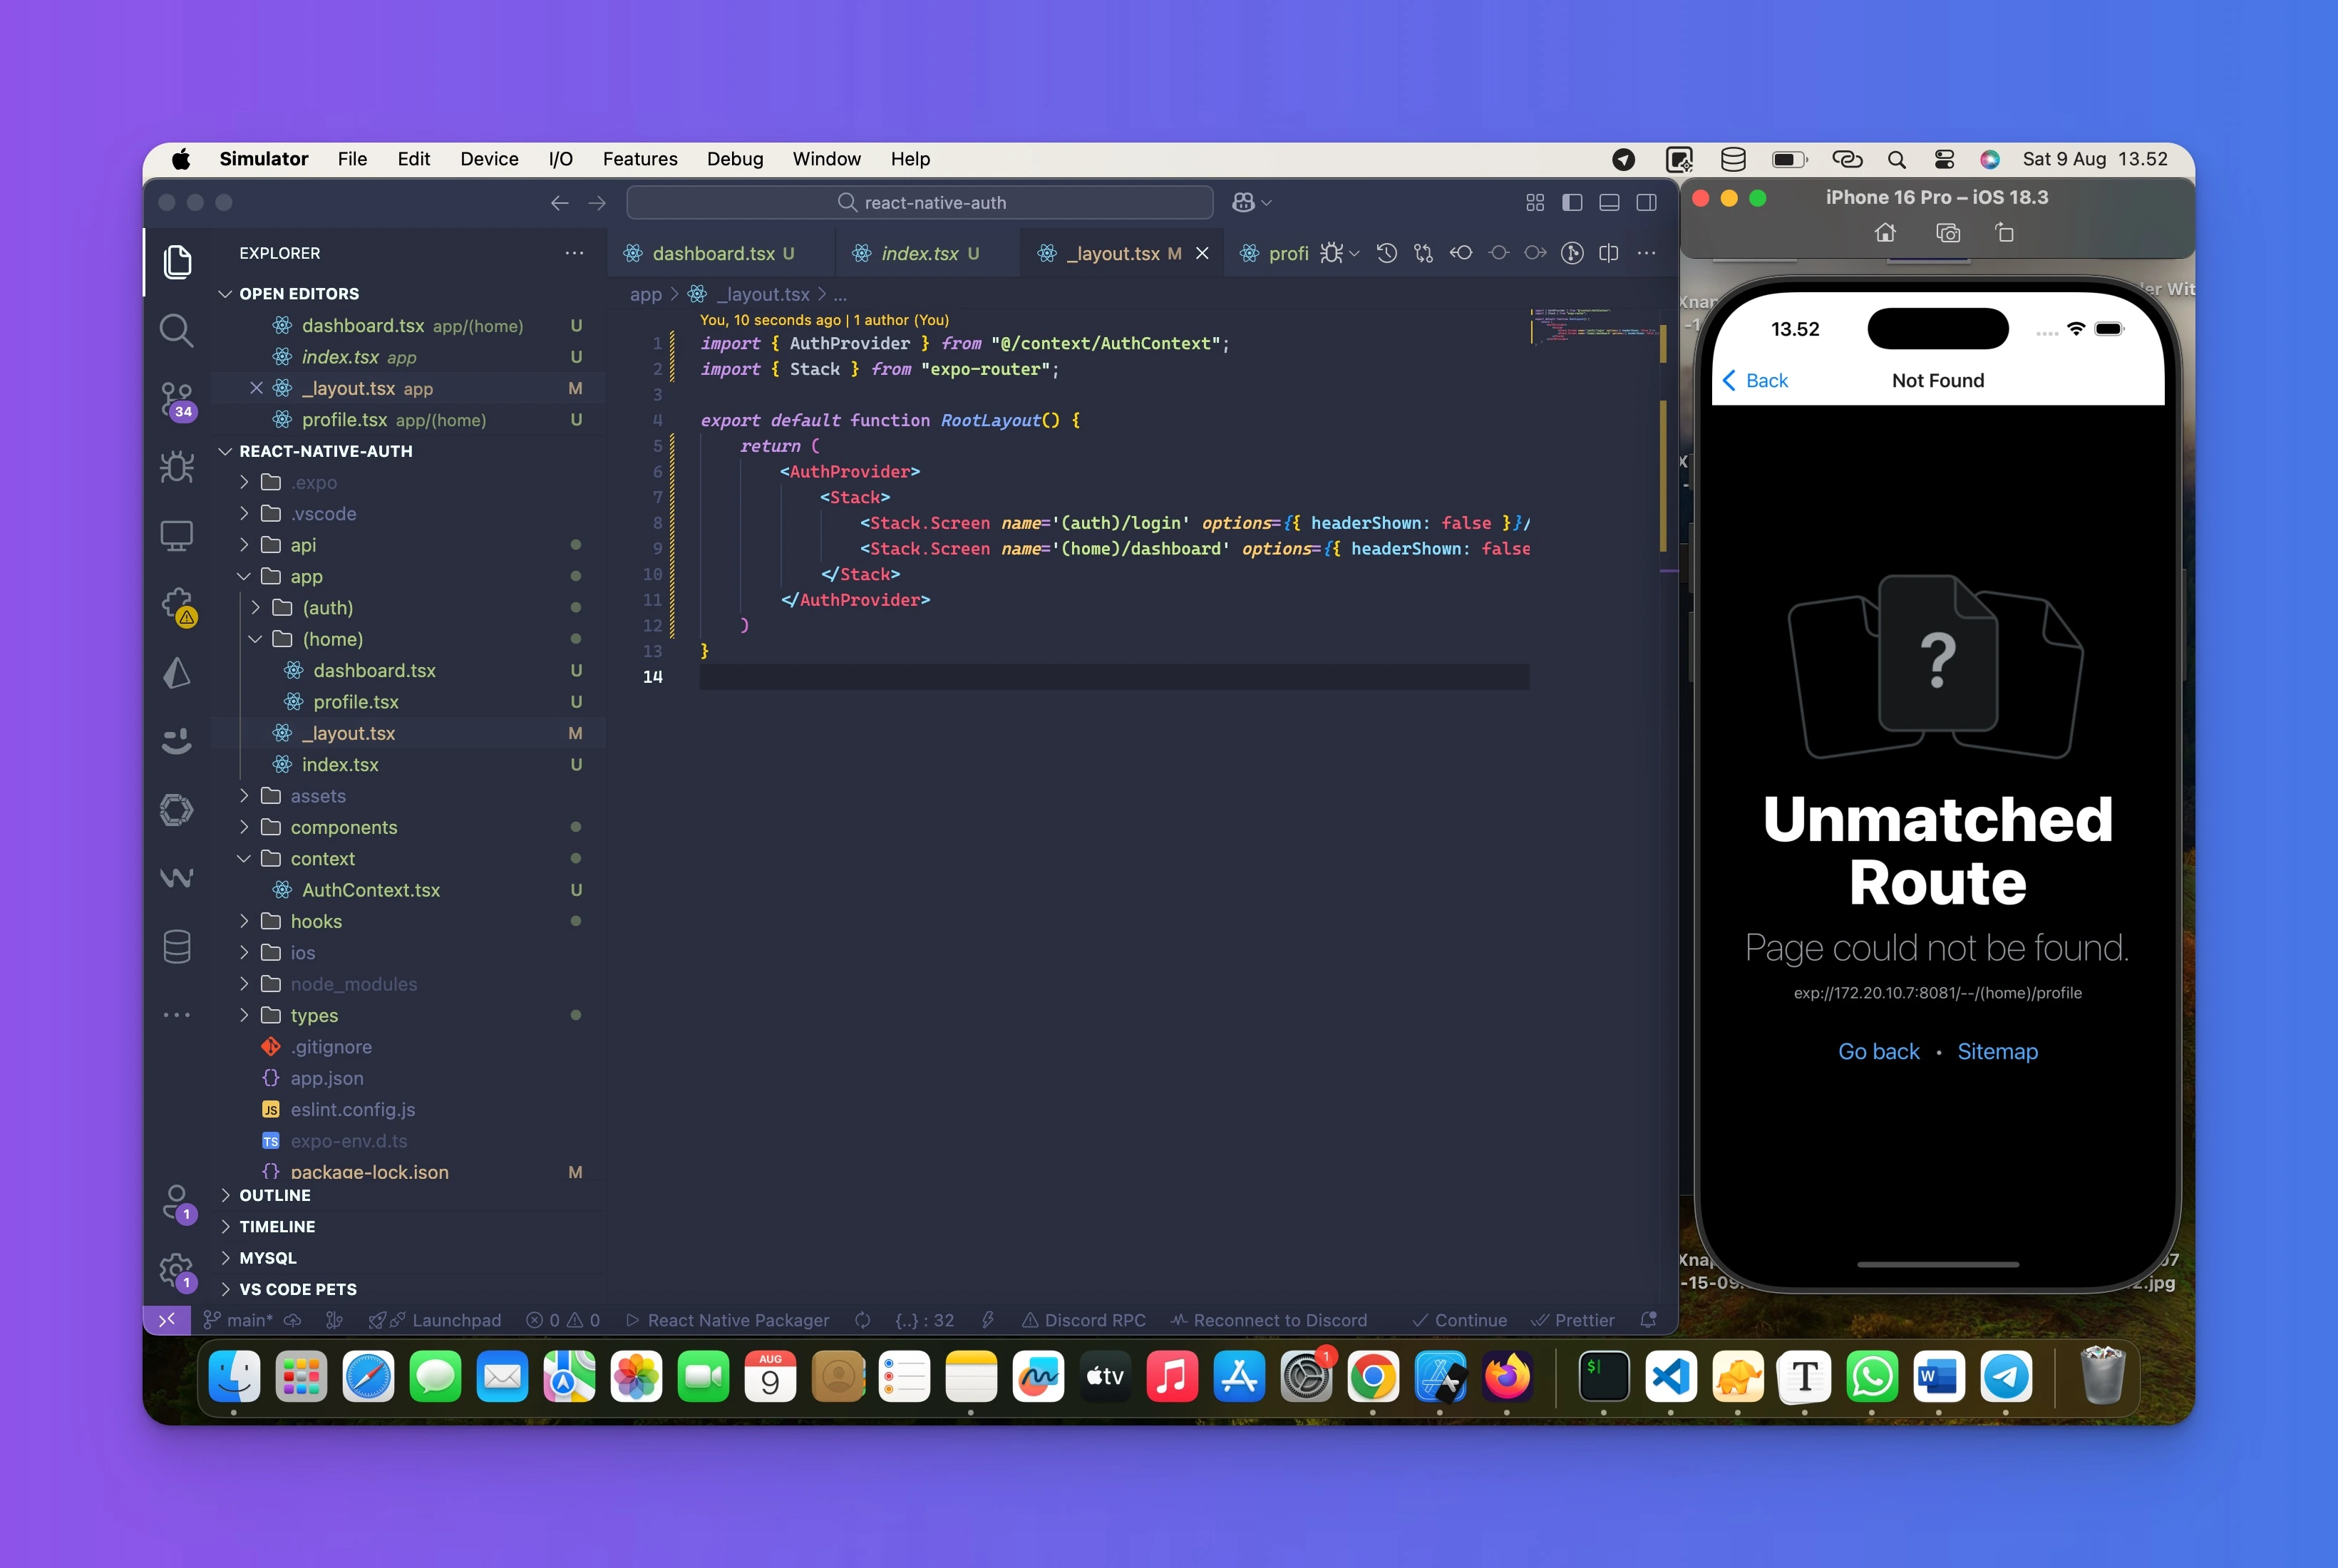 Simulator File Edit Device I/O Features Debug Window Help
Sat 9 Aug 13.52
react-native-auth
EXPLORER
OPEN EDITORS
dashboard.tsx app/(home) U
index.tsx app U
_layout.tsx app M
profile.tsx app/(home) U
REACT-NATIVE-AUTH
.expo
.vscode
api
app
(auth)
(home)
dashboard.tsx U
profile.tsx U
_layout.tsx M
index.tsx U
assets
components
context
AuthContext.tsx U
hooks
ios
node_modules
types
.gitignore
{} app.json
JS eslint.config.js
TS expo-env.d.ts
{} package-lock.json M
OUTLINE
TIMELINE
MYSQL
VS CODE PETS
34
1
1
dashboard.tsx U index.tsx U _layout.tsx M profi
app > _layout.tsx > ...
You, 10 seconds ago | 1 author (You)
1 import { AuthProvider } from "@/context/AuthContext";
2 import { Stack } from "expo-router";
3
4 export default function RootLayout() {
5 return (
6 <AuthProvider>
7 <Stack>
8 <Stack.Screen name='(auth)/login' options={{ headerShown: false }}/
9 <Stack.Screen name='(home)/dashboard' options={{ headerShown: false
10 </Stack>
11 </AuthProvider>
12 )
13 }
14
main* Launchpad 0 0 React Native Packager {..} : 32 Discord RPC Reconnect to Discord Continue Prettier
iPhone 16 Pro – iOS 18.3
13.52
Back Not Found
?
Unmatched
Route
Page could not be found.
exp://172.20.10.7:8081/--/(home)/profile
Go back • Sitemap
er Wit
-15-09
.jpg
AUG
9
tv
1
$
T
W